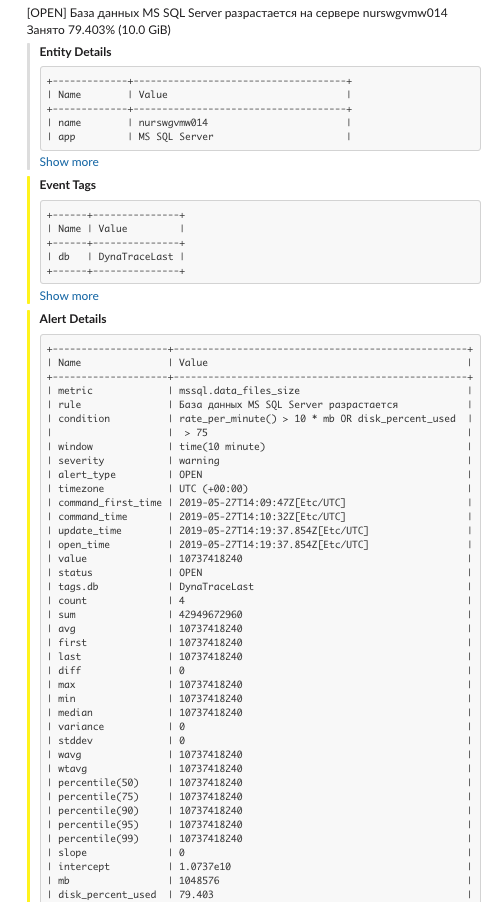 [OPEN] База данных MS SQL Server разрастается на сервере nurswgvmw014
Занято 79.403% (10.0 GiB)
Entity Details
+-------------+-----------------------------------+
| Name        | Value                             |
+-------------+-----------------------------------+
| name        | nurswgvmw014                      |
| app         | MS SQL Server                     |
Show more
Event Tags
+------+---------------+
| Name | Value         |
+------+---------------+
| db   | DynaTraceLast |
+------+---------------+
Show more
Alert Details
+--------------------+------------------------------------------------+
| Name               | Value                                          |
+--------------------+------------------------------------------------+
| metric             | mssql.data_files_size                          |
| rule               | База данных MS SQL Server разрастается         |
| condition          | rate_per_minute() > 10 * mb OR disk_percent_used  |
|                    |  > 75                                          |
| window             | time(10 minute)                                |
| severity           | warning                                        |
| alert_type         | OPEN                                           |
| timezone           | UTC (+00:00)                                   |
| command_first_time | 2019-05-27T14:09:47Z[Etc/UTC]                  |
| command_time       | 2019-05-27T14:10:32Z[Etc/UTC]                  |
| update_time        | 2019-05-27T14:19:37.854Z[Etc/UTC]              |
| open_time          | 2019-05-27T14:19:37.854Z[Etc/UTC]              |
| value              | 10737418240                                    |
| status             | OPEN                                           |
| tags.db            | DynaTraceLast                                  |
| count              | 4                                              |
| sum                | 42949672960                                    |
| avg                | 10737418240                                    |
| first              | 10737418240                                    |
| last               | 10737418240                                    |
| diff               | 0                                              |
| max                | 10737418240                                    |
| min                | 10737418240                                    |
| median             | 10737418240                                    |
| variance           | 0                                              |
| stddev             | 0                                              |
| wavg               | 10737418240                                    |
| wtavg              | 10737418240                                    |
| percentile(50)     | 10737418240                                    |
| percentile(75)     | 10737418240                                    |
| percentile(90)     | 10737418240                                    |
| percentile(95)     | 10737418240                                    |
| percentile(99)     | 10737418240                                    |
| slope              | 0                                              |
| intercept          | 1.0737e10                                      |
| mb                 | 1048576                                        |
| disk_percent_used  | 79.403                                         |